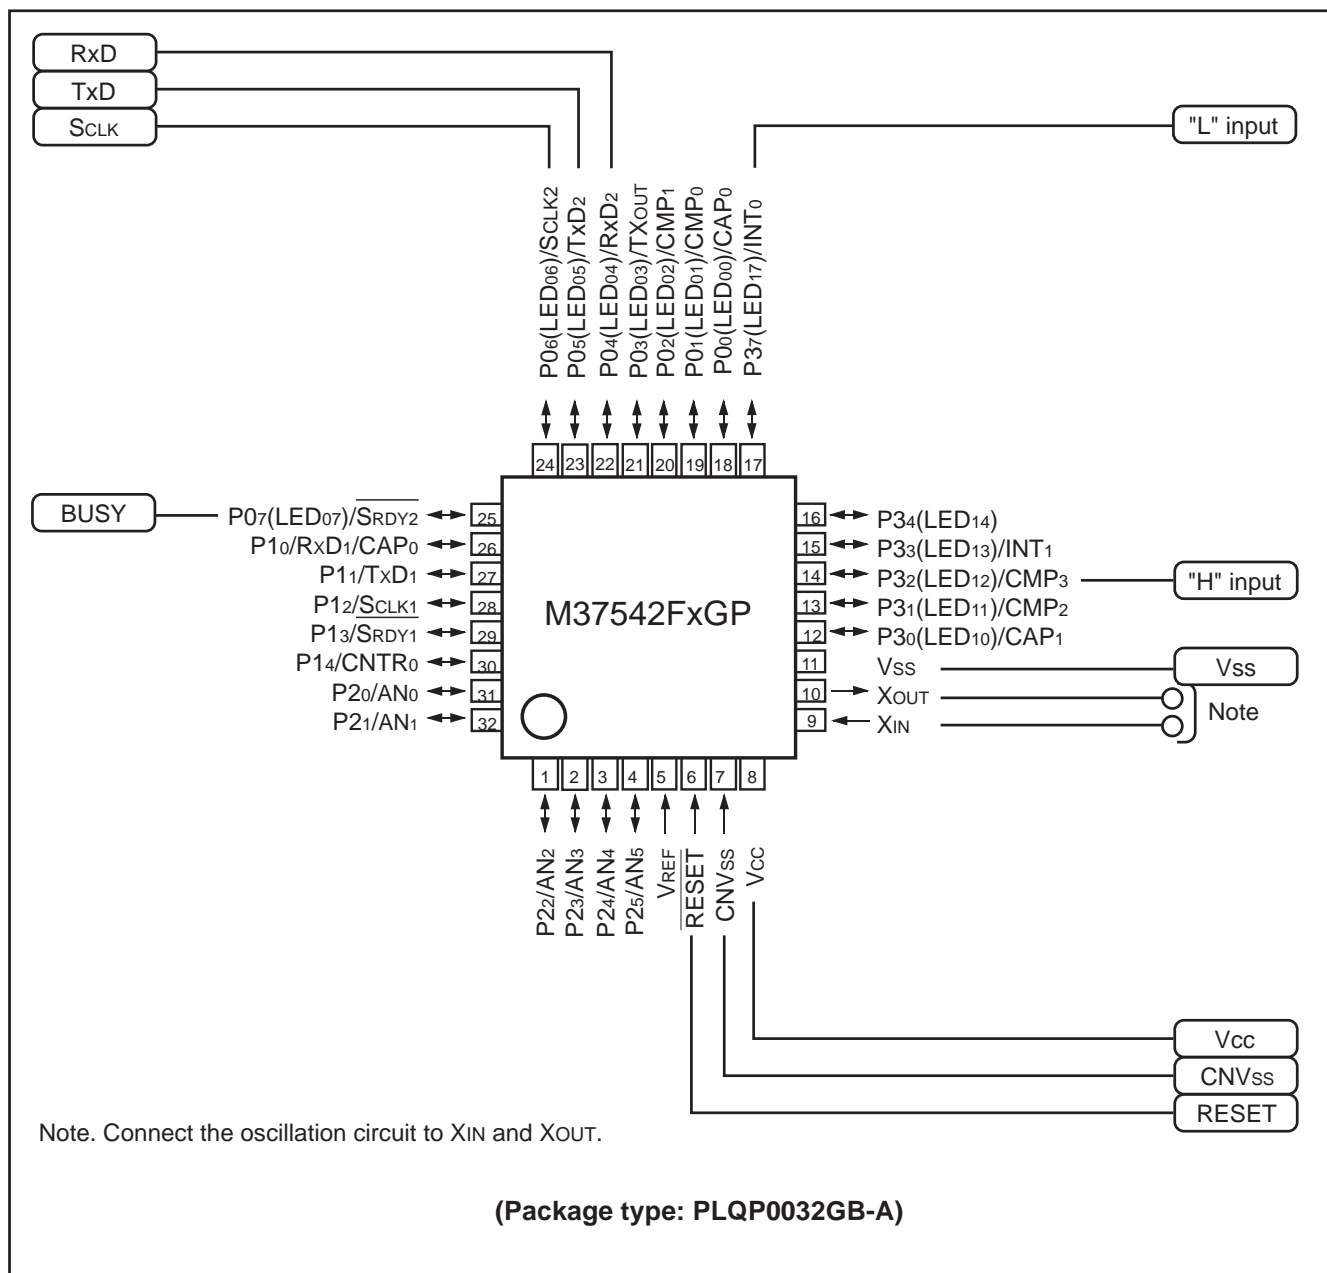 RxD
TxD
SCLK
"L" input
P06(LED06)/SCLK2
P05(LED05)/TxD2
P04(LED04)/RxD2
P03(LED03)/TXOUT
P02(LED02)/CMP1
P01(LED01)/CMP0
P00(LED00)/CAP0
P37(LED17)/INT0
24
23
22
21
20
19
18
17
BUSY
P07(LED07)/SRDY2
P10/RXD1/CAP0
P11/TXD1
P12/SCLK1
P13/SRDY1
P14/CNTR0
P20/AN0
P21/AN1
25
26
27
28
29
30
31
32
M37542FxGP
16
15
14
13
12
11
10
9
P34(LED14)
P33(LED13)/INT1
P32(LED12)/CMP3
P31(LED11)/CMP2
P30(LED10)/CAP1
VSS
XOUT
XIN
"H" input
Vss
Note
1
2
3
4
5
6
7
8
P22/AN2
P23/AN3
P24/AN4
P25/AN5
VREF
RESET
CNVSS
VCC
Vcc
CNVSS
RESET
Note. Connect the oscillation circuit to XIN and XOUT.
(Package type: PLQP0032GB-A)